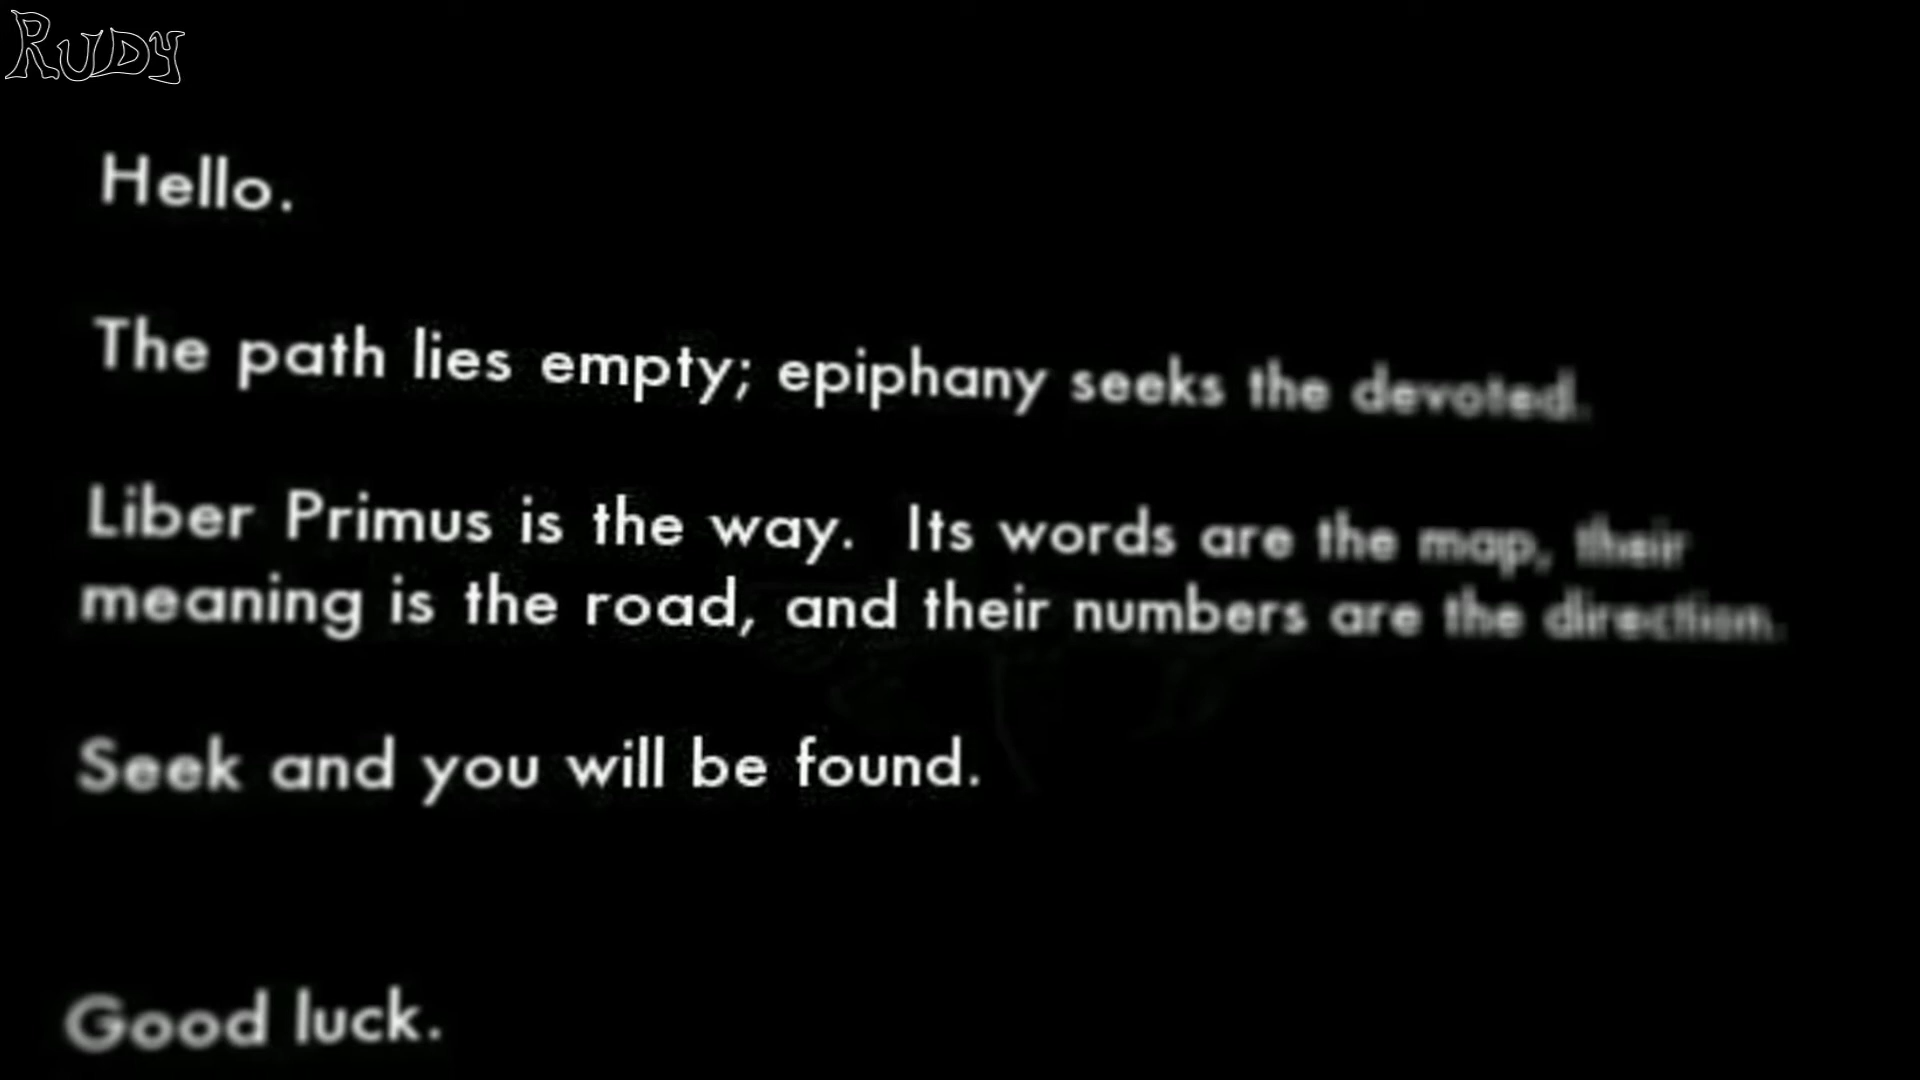 RUDY
Hello.
The path lies empty; epiphany seeks the devoted.
Liber Primus is the way.  Its words are the map, their
meaning is the road, and their numbers are the direction.
Seek and you will be found.
Good luck.